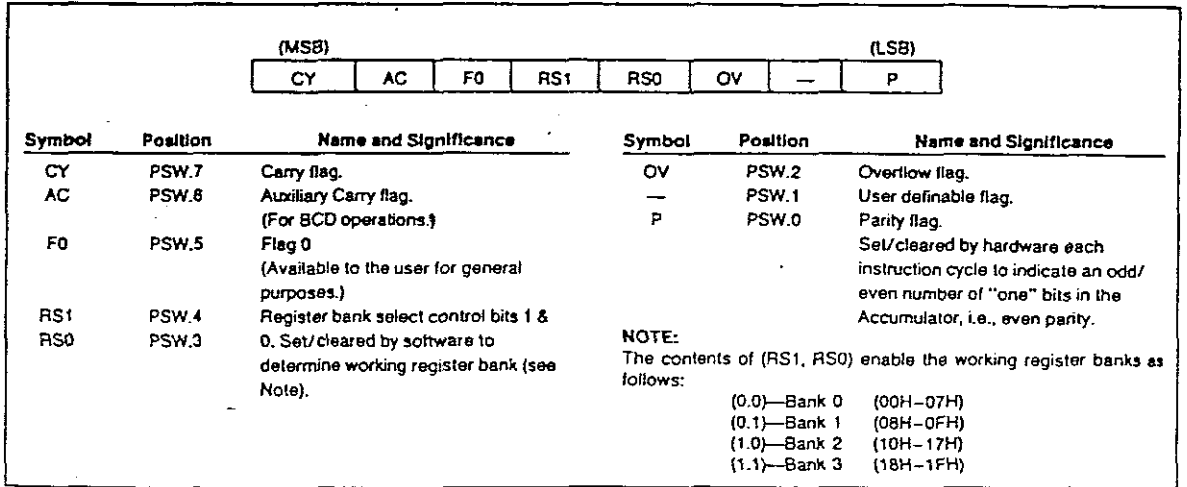 (MSB) (LSB)
CY AC F0 RS1 RS0 OV — P
Symbol Position Name and Significance
CY PSW.7 Carry flag.
AC PSW.6 Auxiliary Carry flag.
(For BCD operations.)
F0 PSW.5 Flag 0
(Available to the user for general
purposes.)
RS1 PSW.4 Register bank select control bits 1 &
RS0 PSW.3 0. Set/cleared by software to
determine working register bank (see
Note).
Symbol Position Name and Significance
OV PSW.2 Overflow flag.
— PSW.1 User definable flag.
P PSW.0 Parity flag.
Set/cleared by hardware each
instruction cycle to indicate an odd/
even number of "one" bits in the
Accumulator, i.e., even parity.
NOTE:
The contents of (RS1, RS0) enable the working register banks as
follows:
(0.0)—Bank 0 (00H–07H)
(0.1)—Bank 1 (08H–0FH)
(1.0)—Bank 2 (10H–17H)
(1.1)—Bank 3 (18H–1FH)